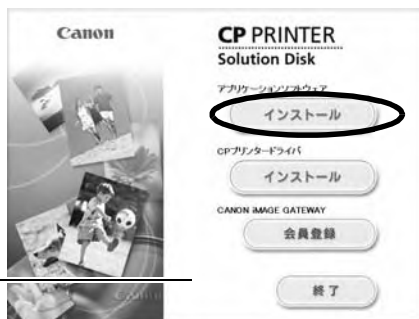 Canon
CP PRINTER
Solution Disk
アプリケーションソフトウェア
インストール
CPプリンタードライバ
インストール
CANON iMAGE GATEWAY
会員登録
終了
Canon